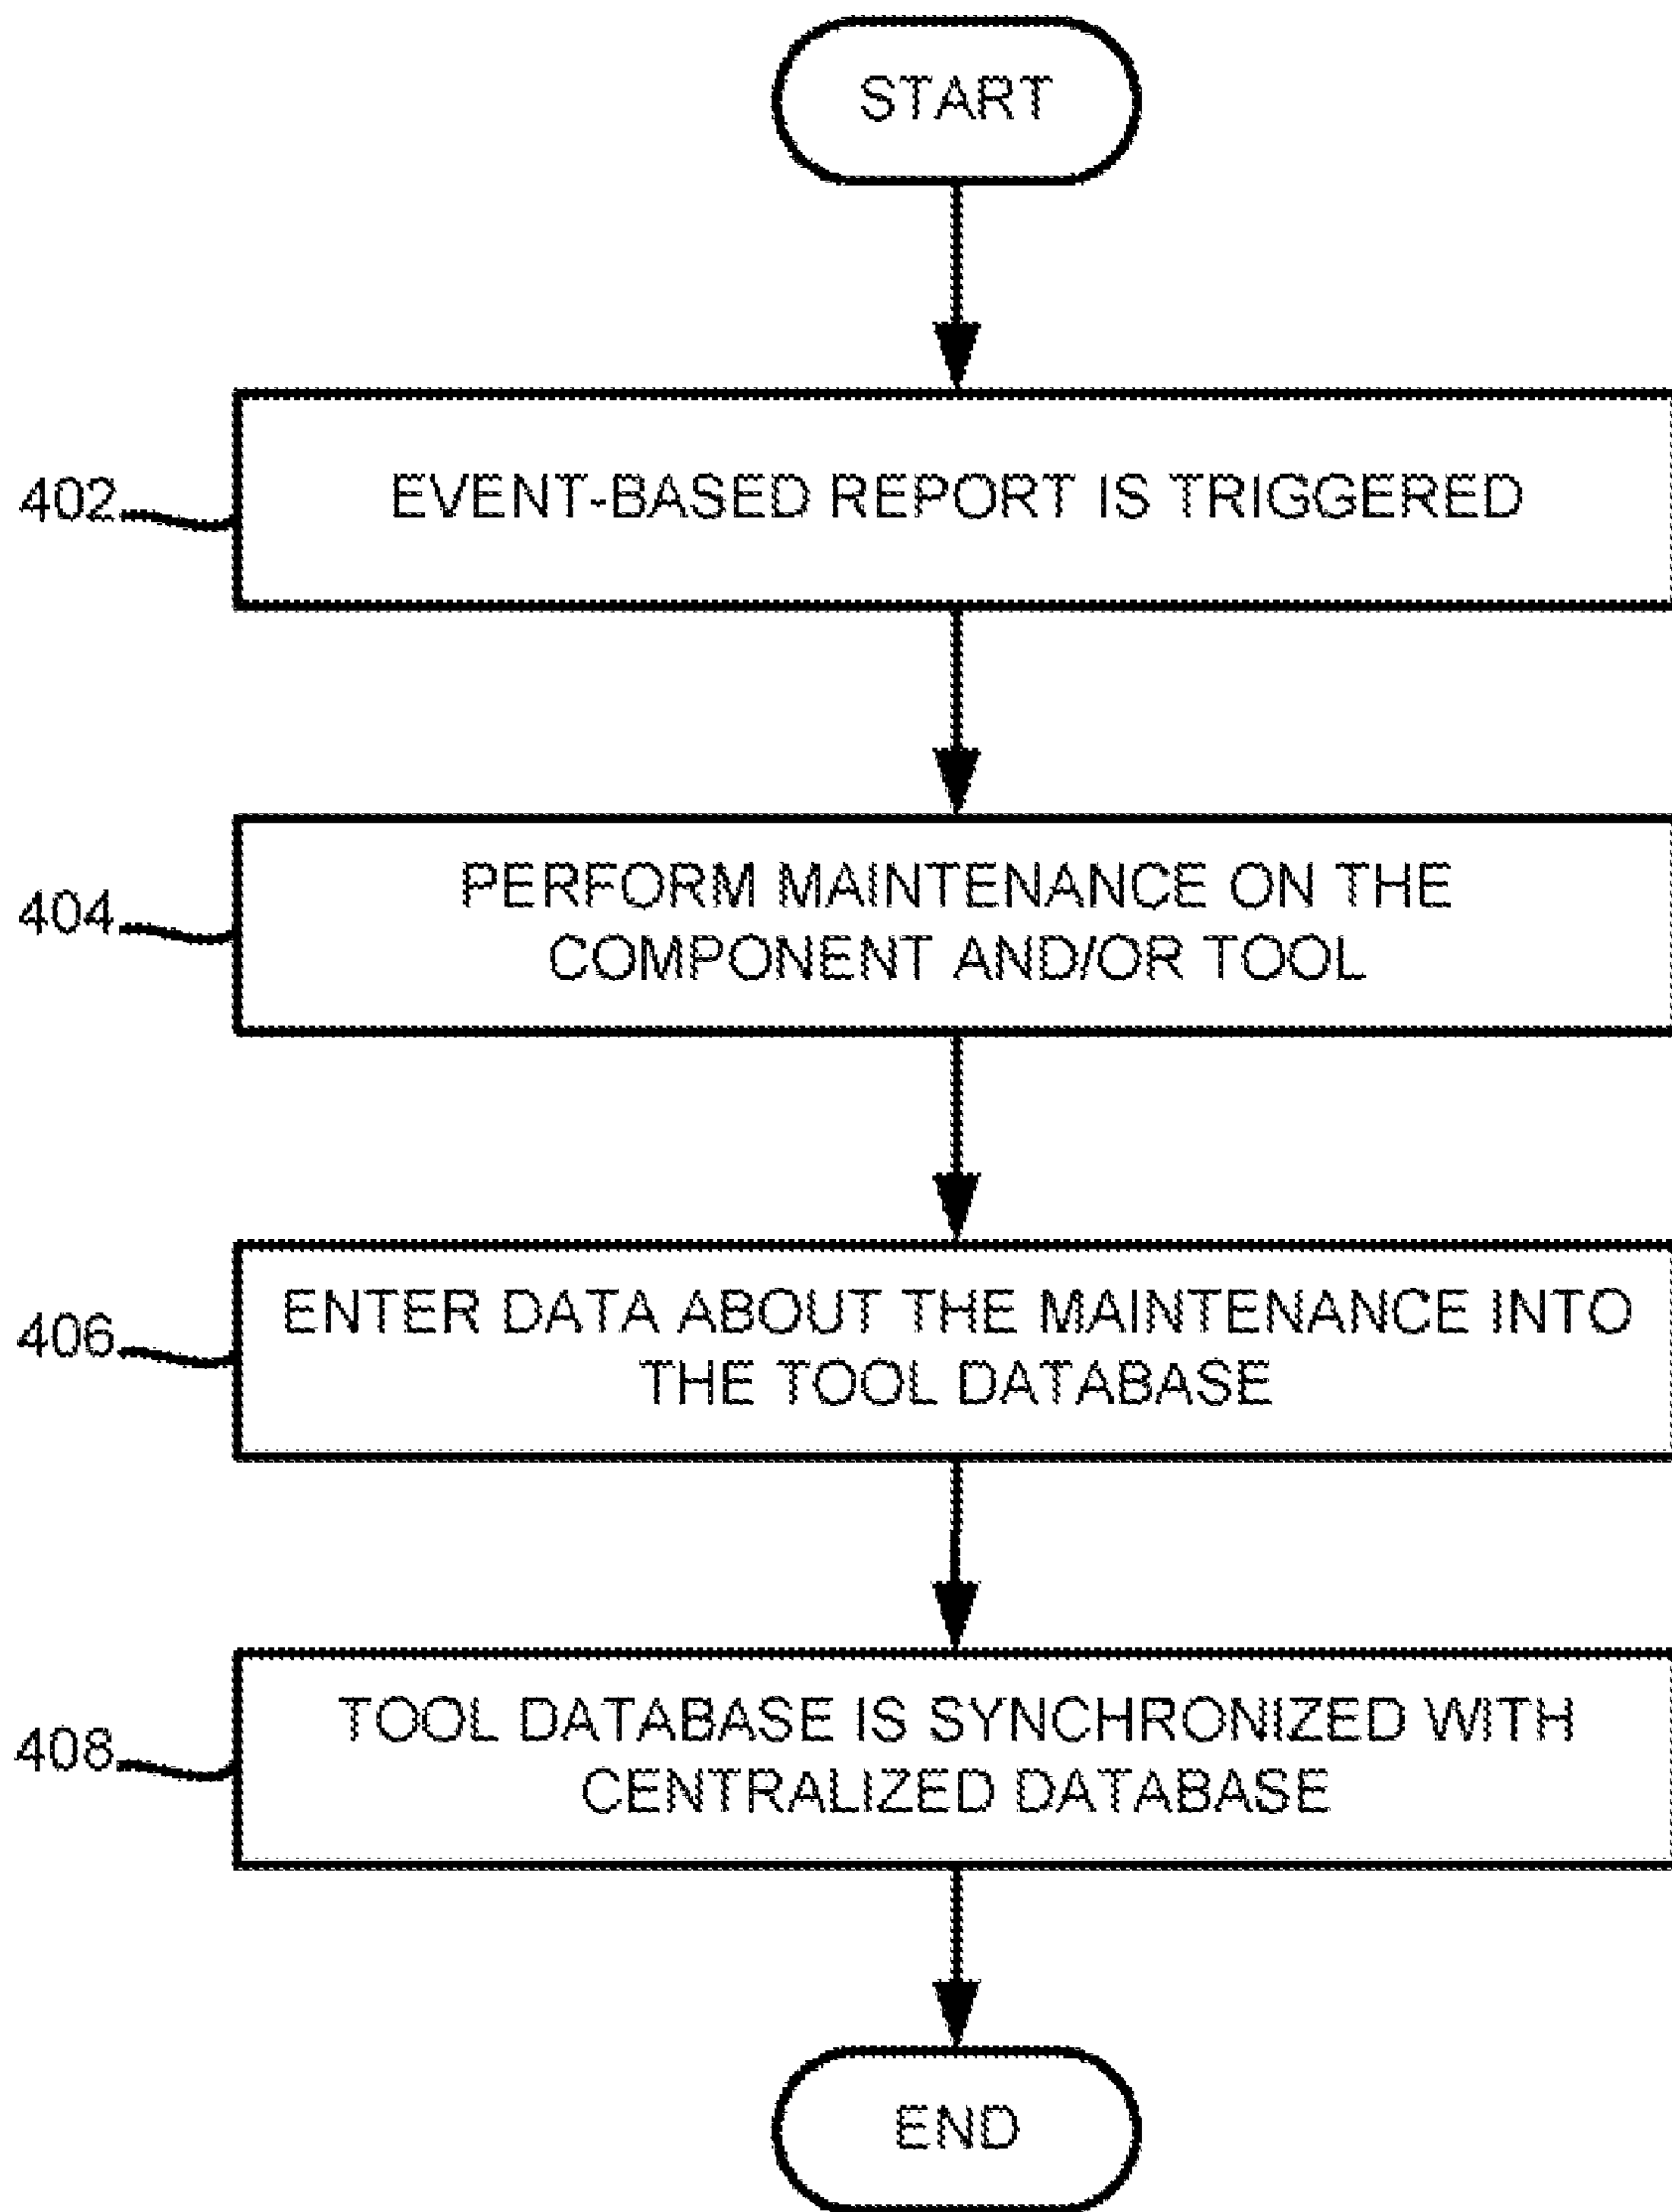 START
402
EVENT-BASED REPORT IS TRIGGERED
404
PERFORM MAINTENANCE ON THE
COMPONENT AND/OR TOOL
406
ENTER DATA ABOUT THE MAINTENANCE INTO
THE TOOL DATABASE
408
TOOL DATABASE IS SYNCHRONIZED WITH
CENTRALIZED DATABASE
END